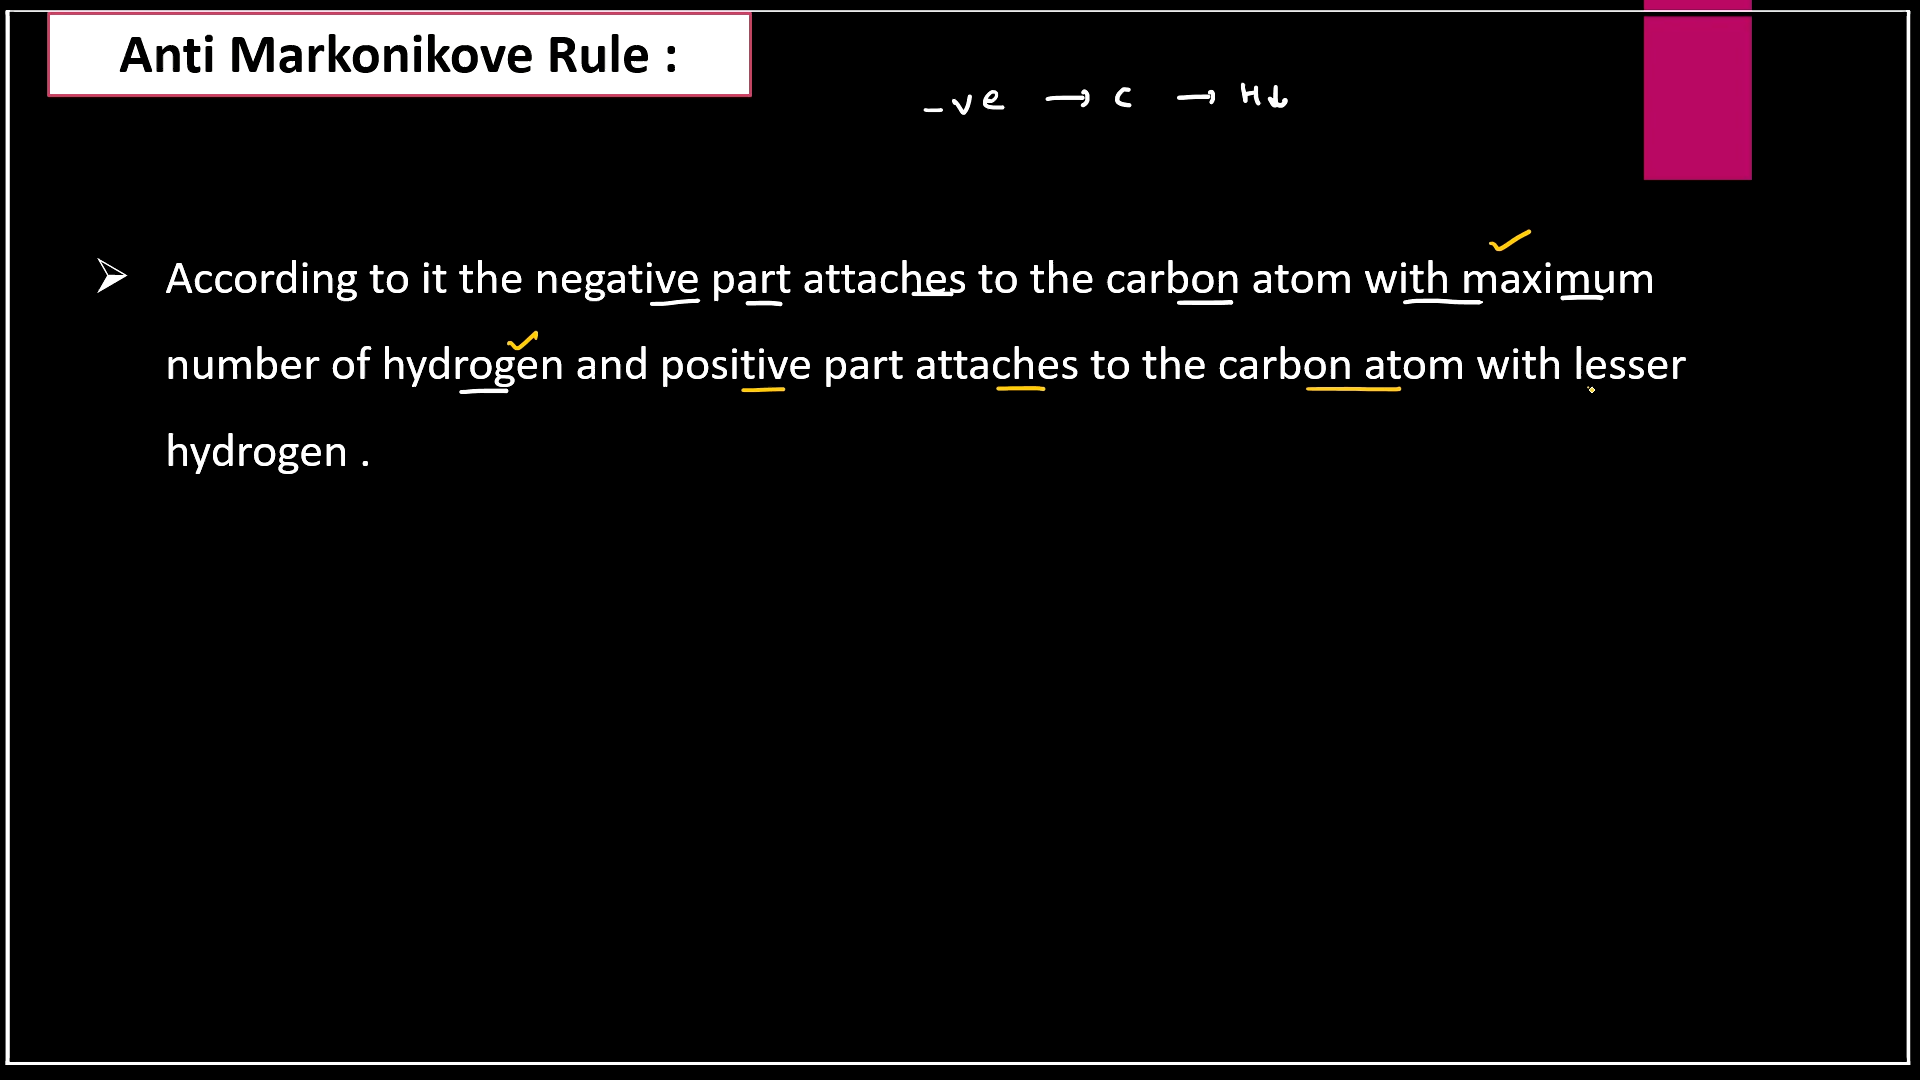 Anti Markonikove Rule :
-ve → C → H↓
➢ According to it the negative part attaches to the carbon atom with maximum
number of hydrogen and positive part attaches to the carbon atom with lesser
hydrogen .